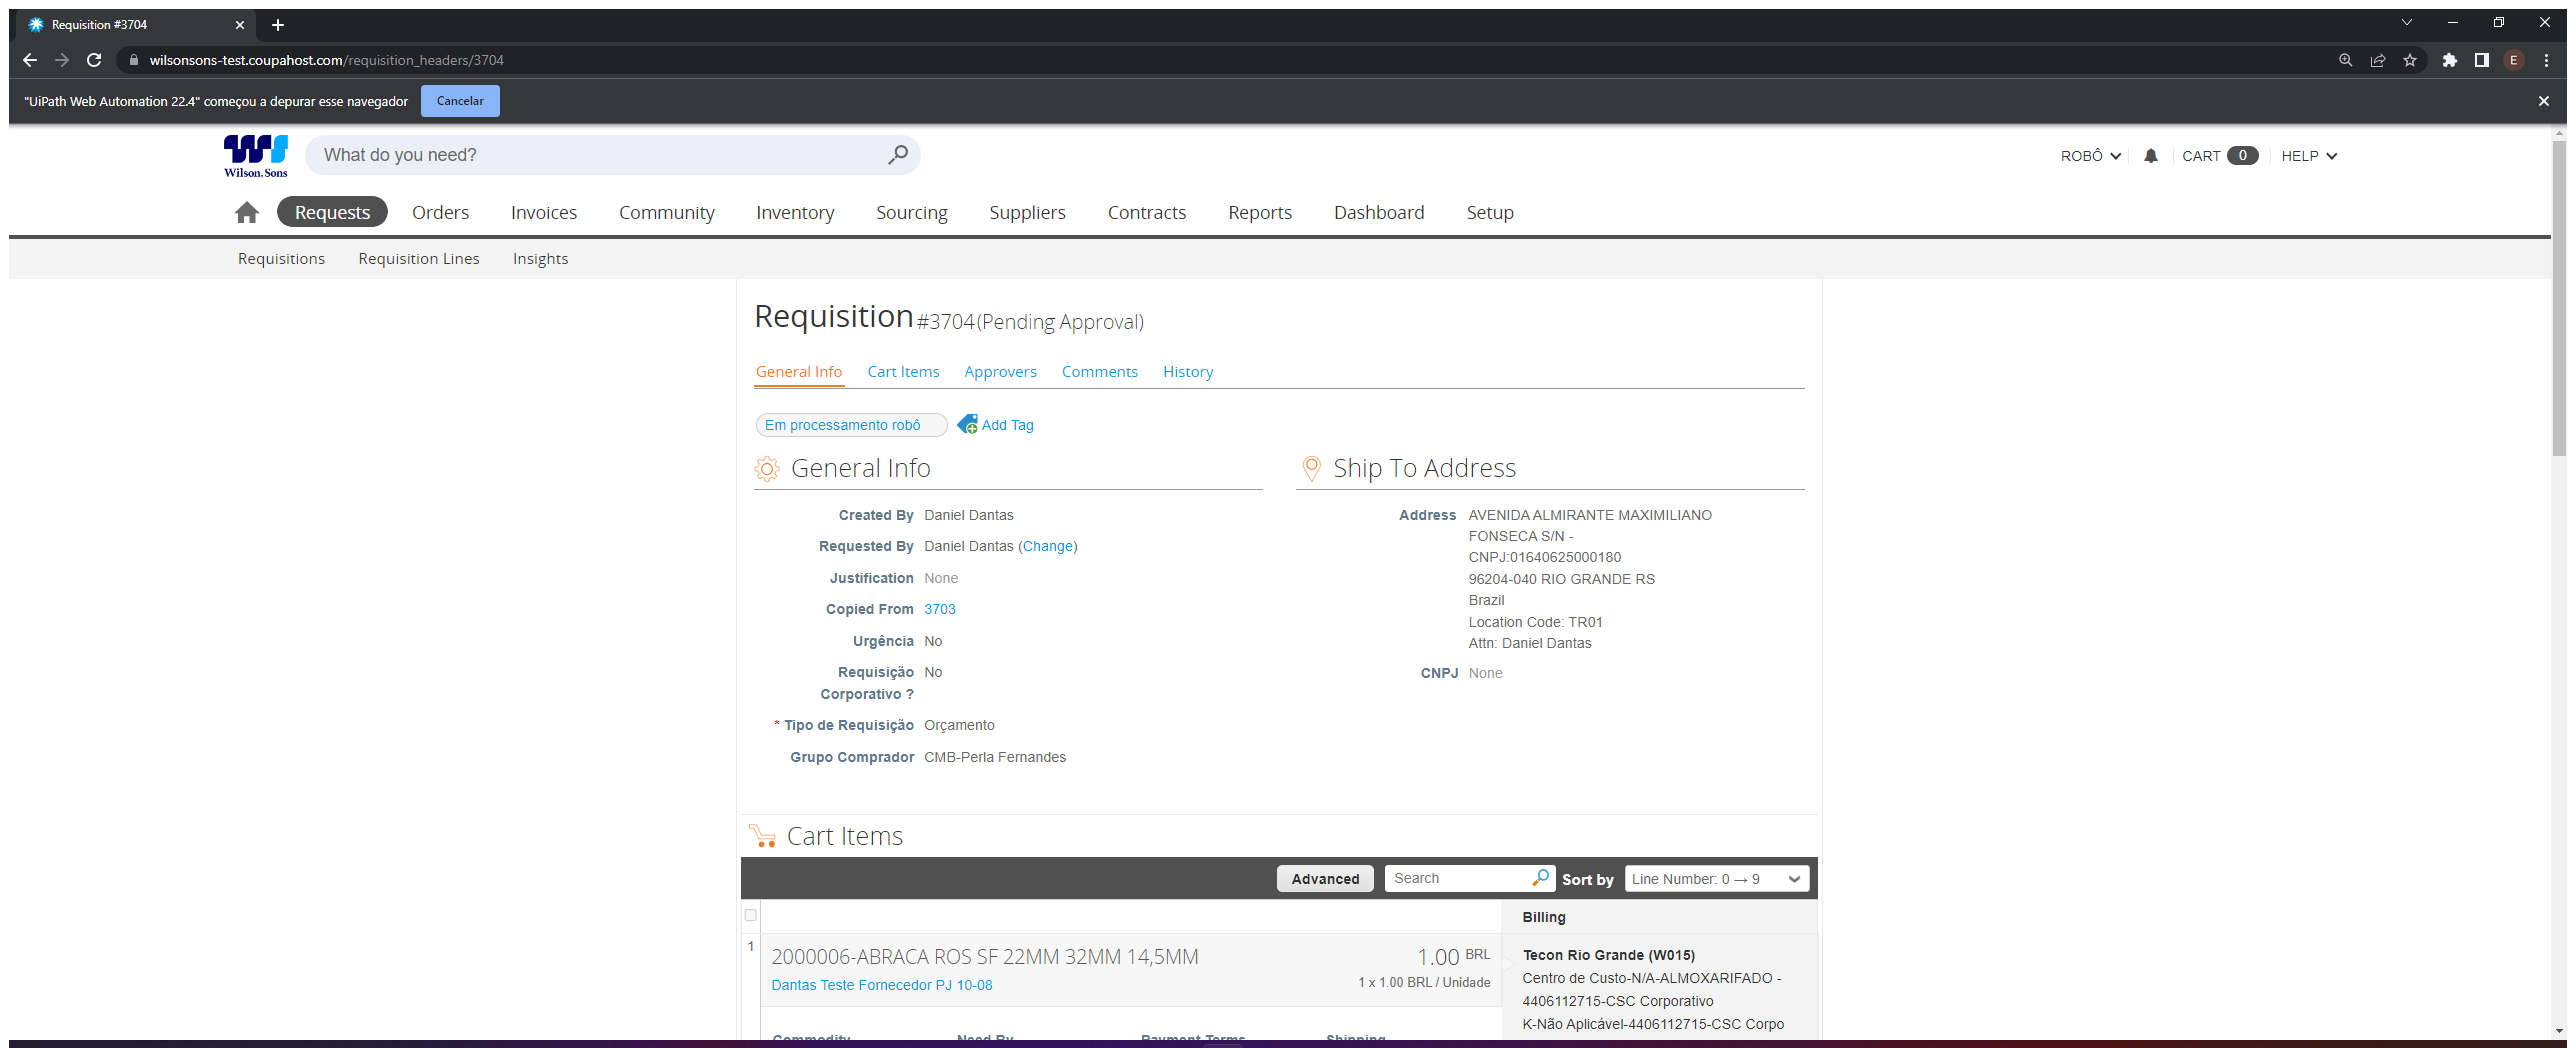 Requisition #3704
wilsonsons-test.coupahost.com/requisition_headers/3704
E
"UiPath Web Automation 22.4" começou a depurar esse navegador
Cancelar
Wilson, Sons
What do you need?
ROBÔ
CART 0
HELP
Requests
Orders
Invoices
Community
Inventory
Sourcing
Suppliers
Contracts
Reports
Dashboard
Setup
Requisitions
Requisition Lines
Insights
Requisition #3704 (Pending Approval)
General Info
Cart Items
Approvers
Comments
History
Em processamento robô
Add Tag
General Info
Created By Daniel Dantas
Requested By Daniel Dantas (Change)
Justification None
Copied From 3703
Urgência No
Requisição No
Corporativo ?
* Tipo de Requisição Orçamento
Grupo Comprador CMB-Perla Fernandes
Ship To Address
Address AVENIDA ALMIRANTE MAXIMILIANO
FONSECA S/N -
CNPJ:01640625000180
96204-040 RIO GRANDE RS
Brazil
Location Code: TR01
Attn: Daniel Dantas
CNPJ None
Cart Items
Advanced
Search
Sort by
Line Number: 0 → 9
Billing
1
2000006-ABRACA ROS SF 22MM 32MM 14,5MM
1.00 BRL
Dantas Teste Fornecedor PJ 10-08
1 x 1.00 BRL / Unidade
Tecon Rio Grande (W015)
Centro de Custo-N/A-ALMOXARIFADO -
4406112715-CSC Corporativo
K-Não Aplicável-4406112715-CSC Corpo
Commodity
Need By
Payment Terms
Shipping